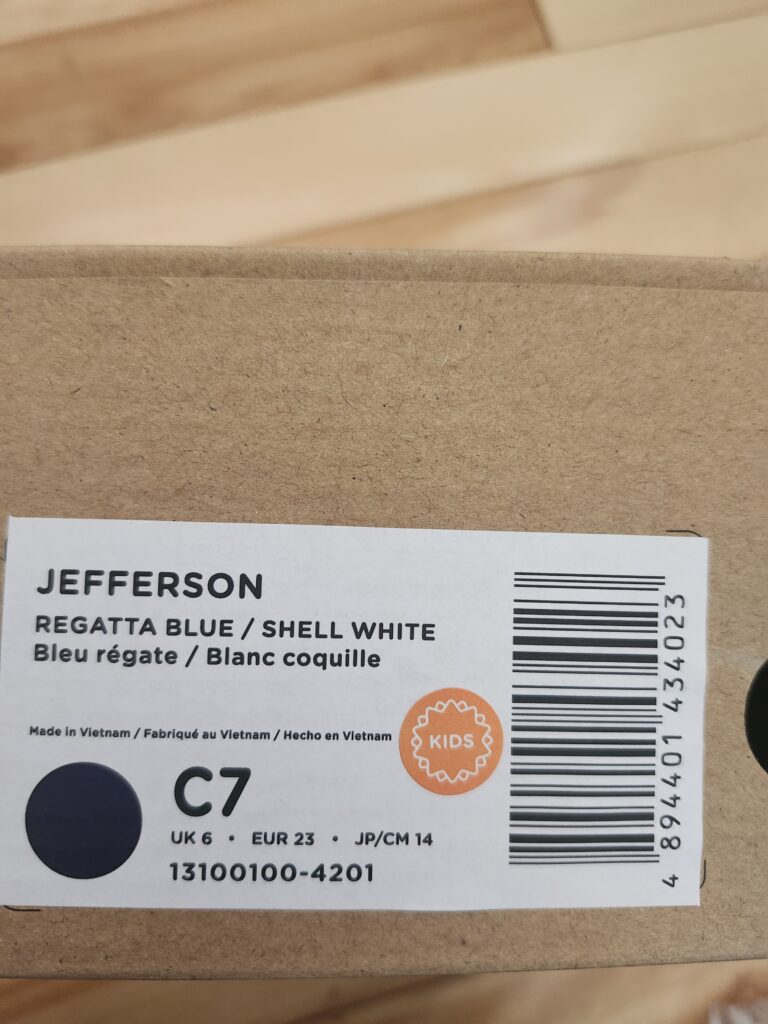 JEFFERSON
REGATTA BLUE / SHELL WHITE
Bleu régate / Blanc coquille
Made in Vietnam / Fabriqué au Vietnam / Hecho en Vietnam
KIDS
C7
UK 6 • EUR 23 • JP/CM 14
13100100-4201
4 894401 434023